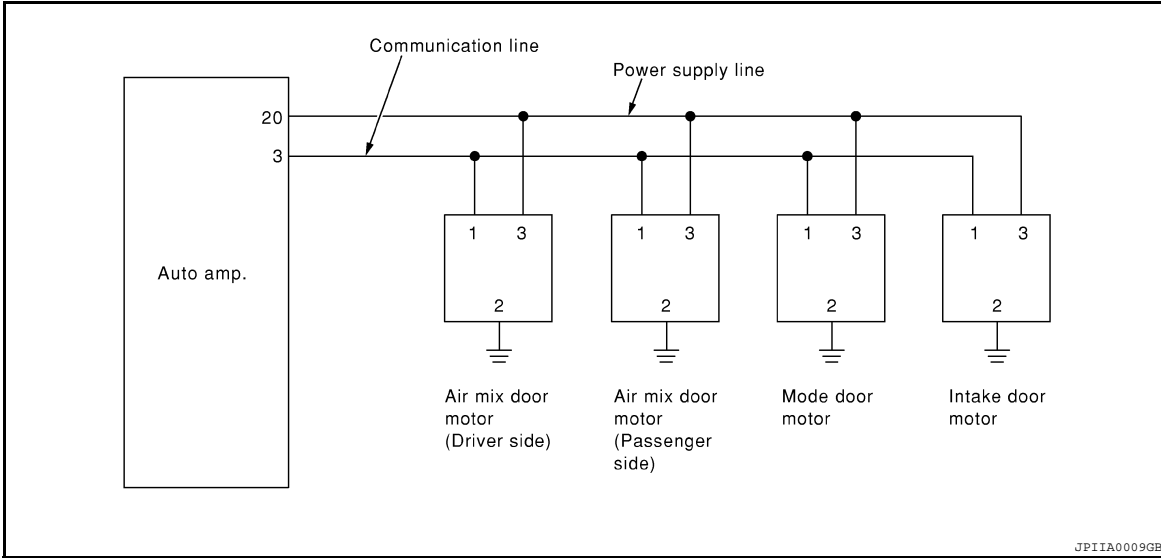 Communication line
Power supply line
20
3
Auto amp.
1 3
2
1 3
2
1 3
2
1 3
2
Air mix door
motor
(Driver side)
Air mix door
motor
(Passenger
side)
Mode door
motor
Intake door
motor
JPIIA0009GB